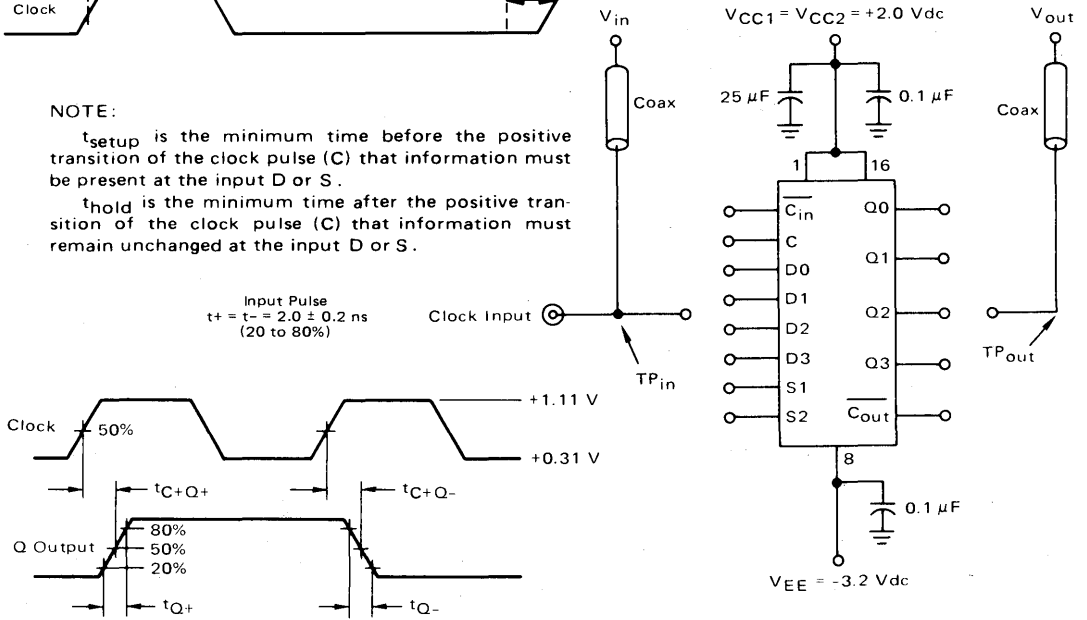 Clock
NOTE:
tsetup is the minimum time before the positive
transition of the clock pulse (C) that information must
be present at the input D or S.
thold is the minimum time after the positive tran-
sition of the clock pulse (C) that information must
remain unchanged at the input D or S.
Input Pulse
t+ = t- = 2.0 ± 0.2 ns
(20 to 80%)
Clock Input
Vin
Coax
TPin
VCC1 = VCC2 = +2.0 Vdc
25 μF
0.1 μF
1
16
Cin
C
D0
D1
D2
D3
S1
S2
Q0
Q1
Q2
Q3
Cout
8
0.1 μF
VEE = -3.2 Vdc
Vout
Coax
TPout
Clock
50%
+1.11 V
+0.31 V
tC+Q+
tC+Q-
Q Output
80%
50%
20%
tQ+
tQ-